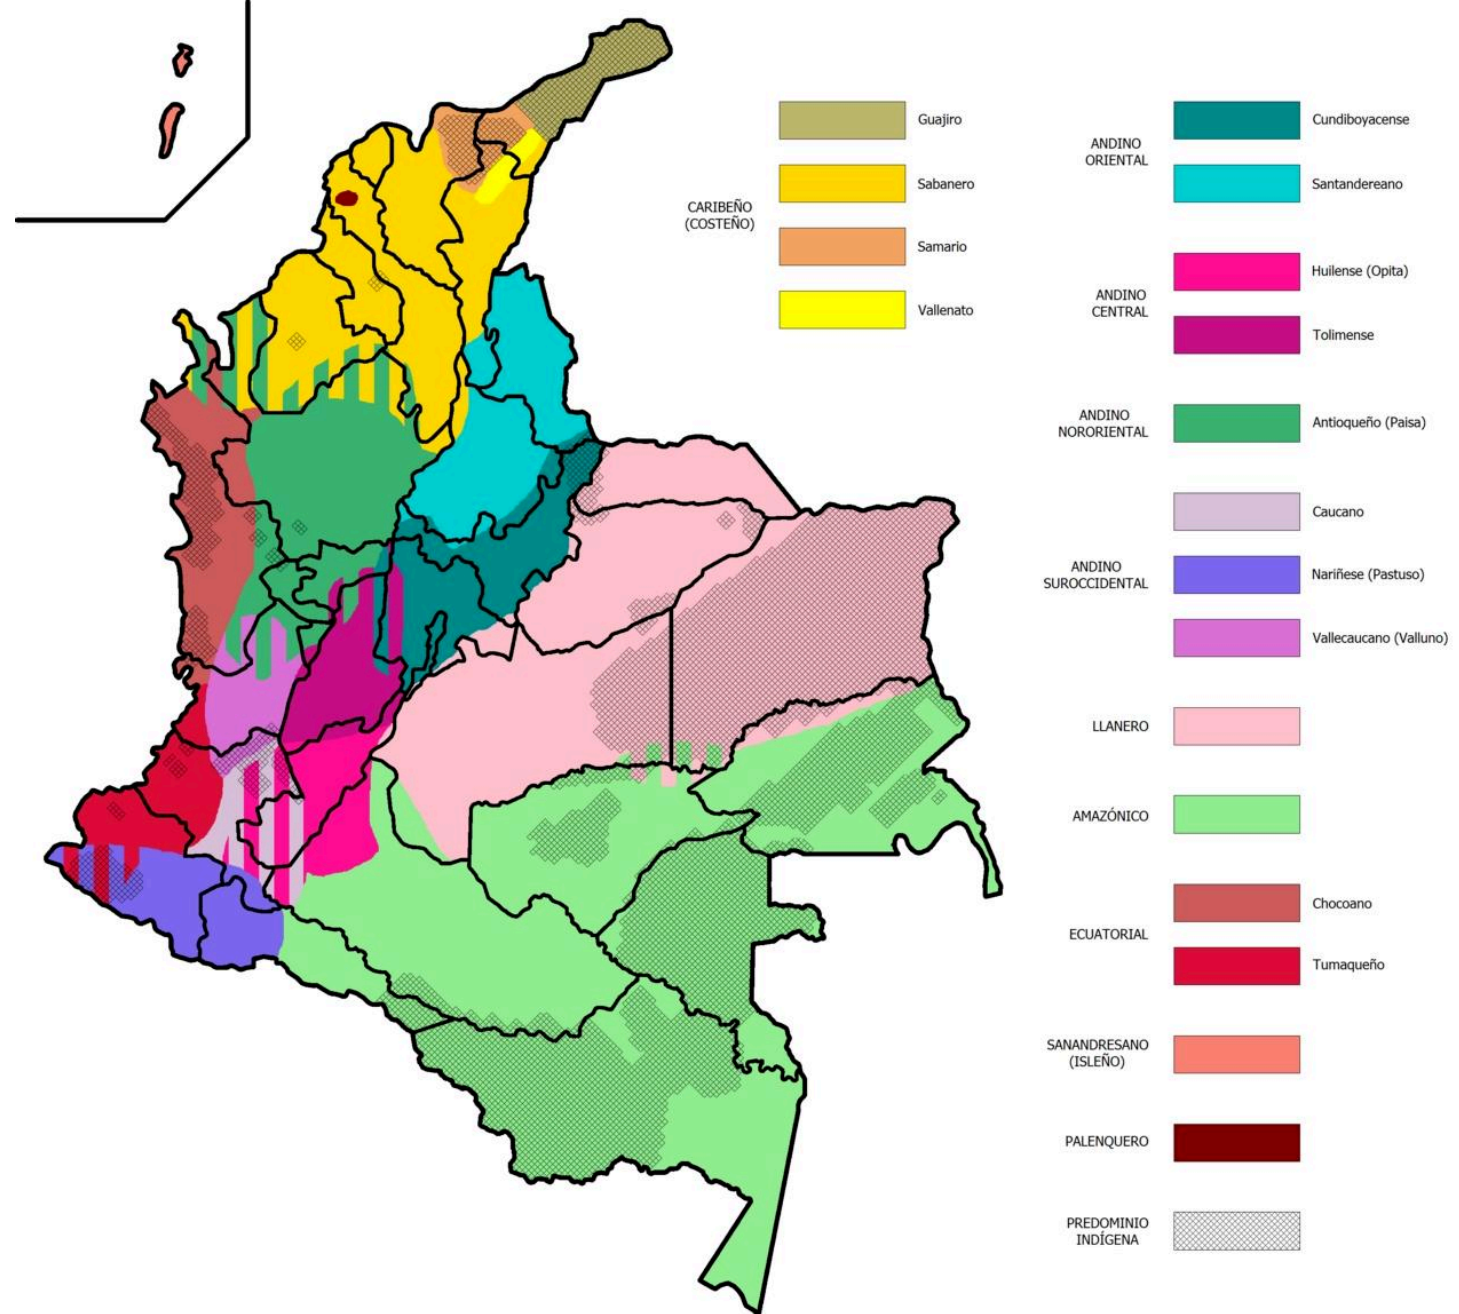 CARIBEÑO
(COSTEÑO)
Guajiro
Sabanero
Samario
Vallenato
ANDINO
ORIENTAL
Cundiboyacense
Santandereano
ANDINO
CENTRAL
Huilense (Opita)
Tolimense
ANDINO
NORORIENTAL
Antioqueño (Paisa)
ANDINO
SUROCCIDENTAL
Caucano
Nariñese (Pastuso)
Vallecaucano (Valluno)
LLANERO
AMAZÓNICO
ECUATORIAL
Chocoano
Tumaqueño
SANANDRESANO
(ISLEÑO)
PALENQUERO
PREDOMINIO
INDÍGENA